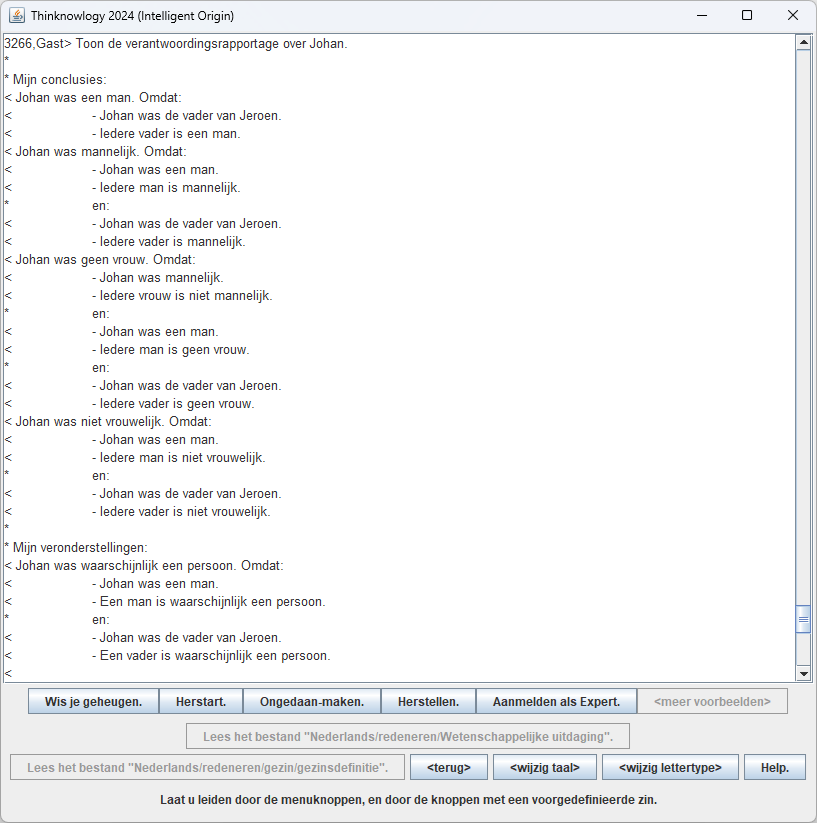 Thinknowlogy 2024 (Intelligent Origin)
3266,Gast> Toon de verantwoordingsrapportage over Johan.
*
* Mijn conclusies:
< Johan was een man. Omdat:
< - Johan was de vader van Jeroen.
< - Iedere vader is een man.
< Johan was mannelijk. Omdat:
< - Johan was een man.
< - Iedere man is mannelijk.
* en:
< - Johan was de vader van Jeroen.
< - Iedere vader is mannelijk.
< Johan was geen vrouw. Omdat:
< - Johan was mannelijk.
< - Iedere vrouw is niet mannelijk.
* en:
< - Johan was een man.
< - Iedere man is geen vrouw.
* en:
< - Johan was de vader van Jeroen.
< - Iedere vader is geen vrouw.
< Johan was niet vrouwelijk. Omdat:
< - Johan was een man.
< - Iedere man is niet vrouwelijk.
* en:
< - Johan was de vader van Jeroen.
< - Iedere vader is niet vrouwelijk.
*
* Mijn veronderstellingen:
< Johan was waarschijnlijk een persoon. Omdat:
< - Johan was een man.
< - Een man is waarschijnlijk een persoon.
* en:
< - Johan was de vader van Jeroen.
< - Een vader is waarschijnlijk een persoon.
<
Wis je geheugen. Herstart. Ongedaan-maken. Herstellen. Aanmelden als Expert. <meer voorbeelden>
Lees het bestand "Nederlands/redeneren/Wetenschappelijke uitdaging".
Lees het bestand "Nederlands/redeneren/gezin/gezinsdefinitie". <terug> <wijzig taal> <wijzig lettertype> Help.
Laat u leiden door de menuknoppen, en door de knoppen met een voorgedefinieerde zin.